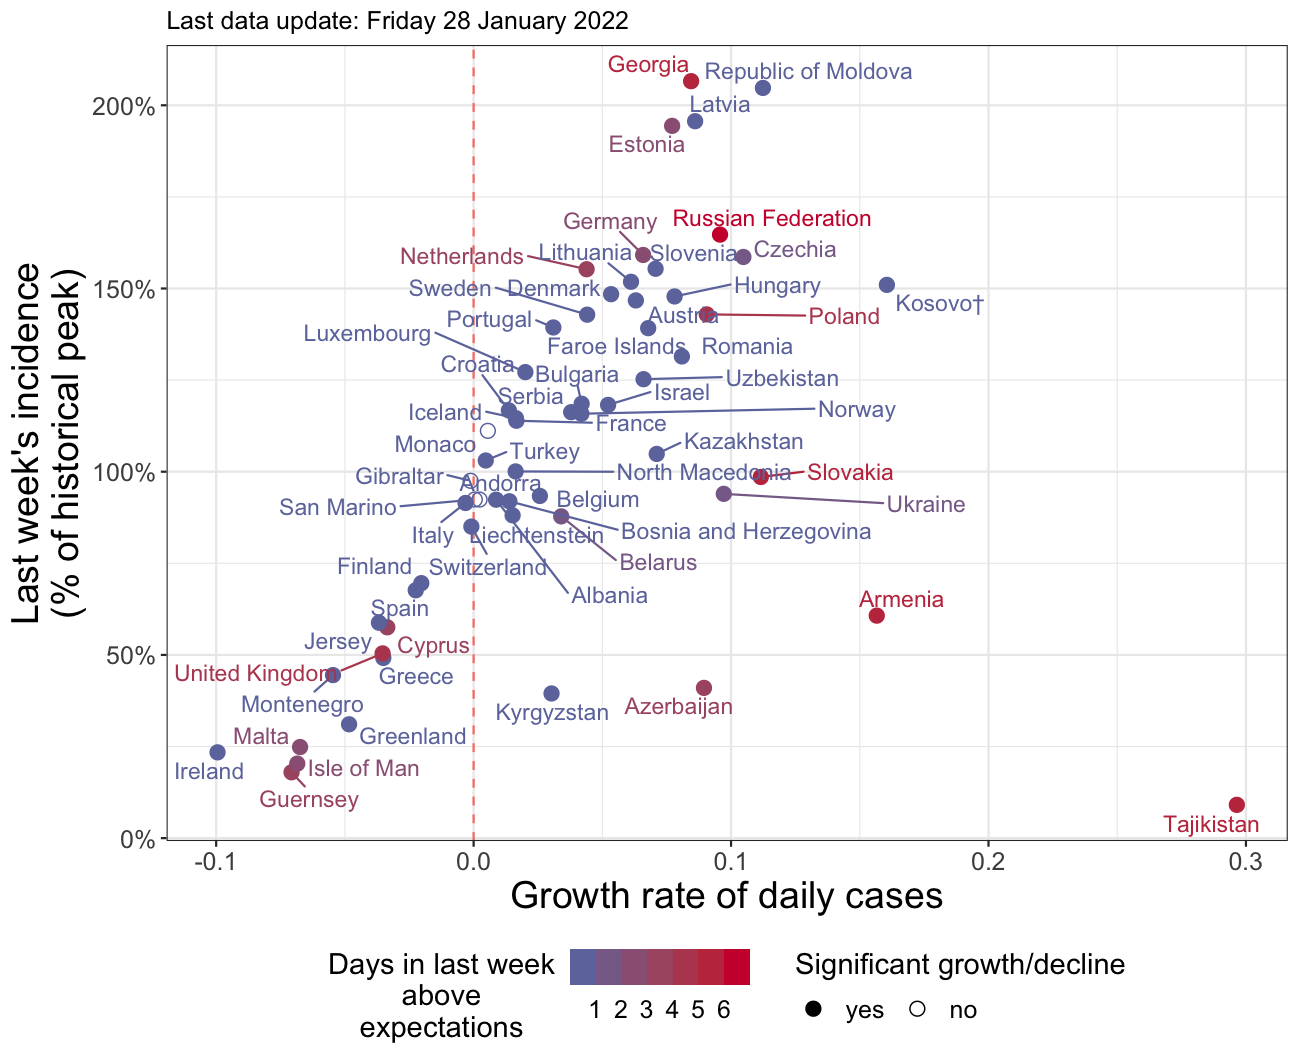 Last data update: Friday 28 January 2022
Georgia
Republic of Moldova
Latvia
Estonia
Russian Federation
Germany
Netherlands
Lithuania
Slovenia
Czechia
Sweden
Denmark
Hungary
Kosovo†
Portugal
Austria
Poland
Luxembourg
Faroe Islands
Romania
Croatia
Bulgaria
Uzbekistan
Serbia
Israel
Iceland
Norway
France
Monaco
Turkey
Kazakhstan
Gibraltar
Andorra
North Macedonia
Slovakia
San Marino
Belgium
Ukraine
Italy
Liechtenstein
Bosnia and Herzegovina
Finland
Switzerland
Belarus
Albania
Armenia
Spain
Jersey
Cyprus
United Kingdom
Greece
Montenegro
Kyrgyzstan
Azerbaijan
Malta
Greenland
Ireland
Isle of Man
Guernsey
Tajikistan
200%
150%
100%
50%
0%
Last week's incidence
(% of historical peak)
-0.1 0.0 0.1 0.2 0.3
Growth rate of daily cases
Days in last week
above
expectations
1 2 3 4 5 6
Significant growth/decline
yes no